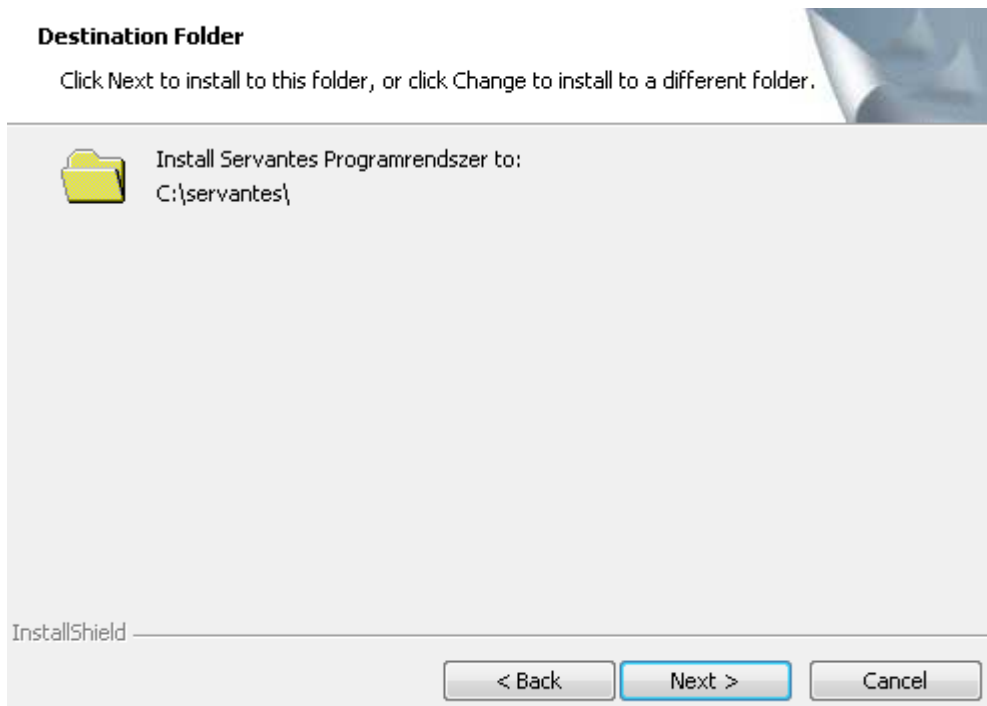 Destination Folder
Click Next to install to this folder, or click Change to install to a different folder.
Install Servantes Programrendszer to:
C:\servantes\
InstallShield
< Back Next > Cancel